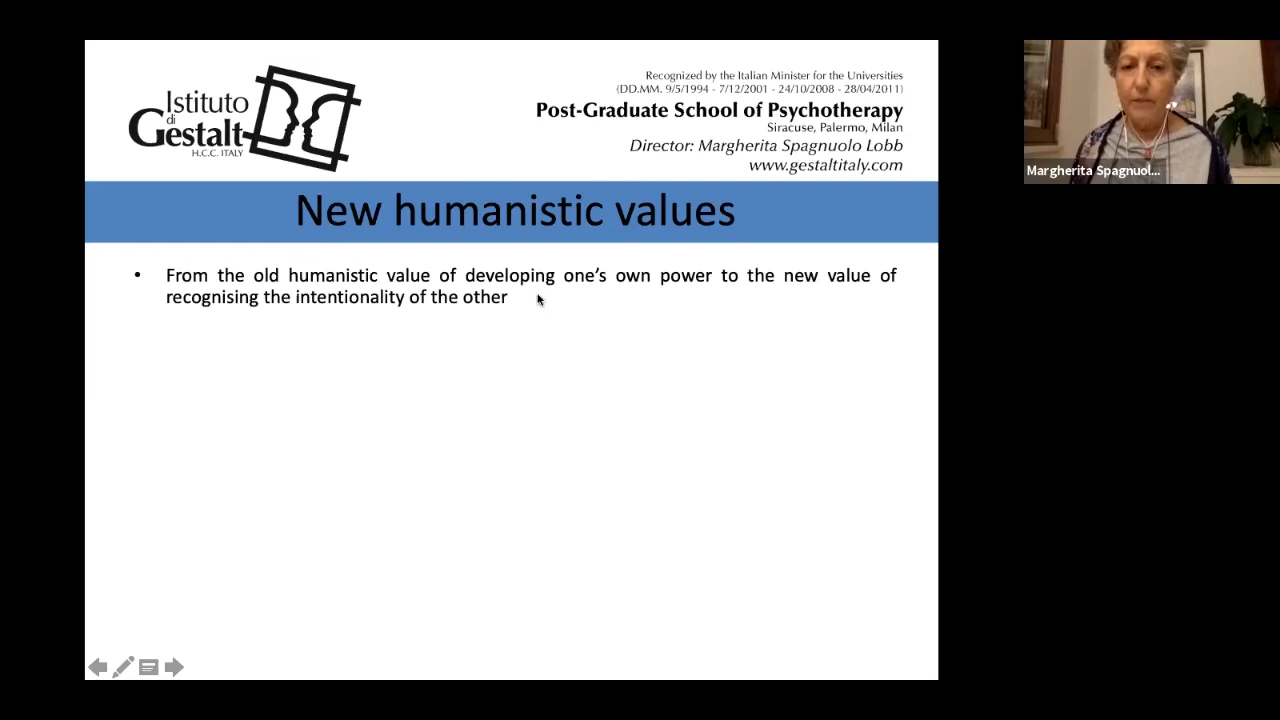 Istituto
di
Gestalt
H.C.C. ITALY
Recognized by the Italian Minister for the Universities
(DD.MM. 9/5/1994 - 7/12/2001 - 24/10/2008 - 28/04/2011)
Post-Graduate School of Psychotherapy
Siracuse, Palermo, Milan
Director: Margherita Spagnuolo Lobb
www.gestaltitaly.com
Margherita Spagnuol...
New humanistic values
• From the old humanistic value of developing one’s own power to the new value of
recognising the intentionality of the other